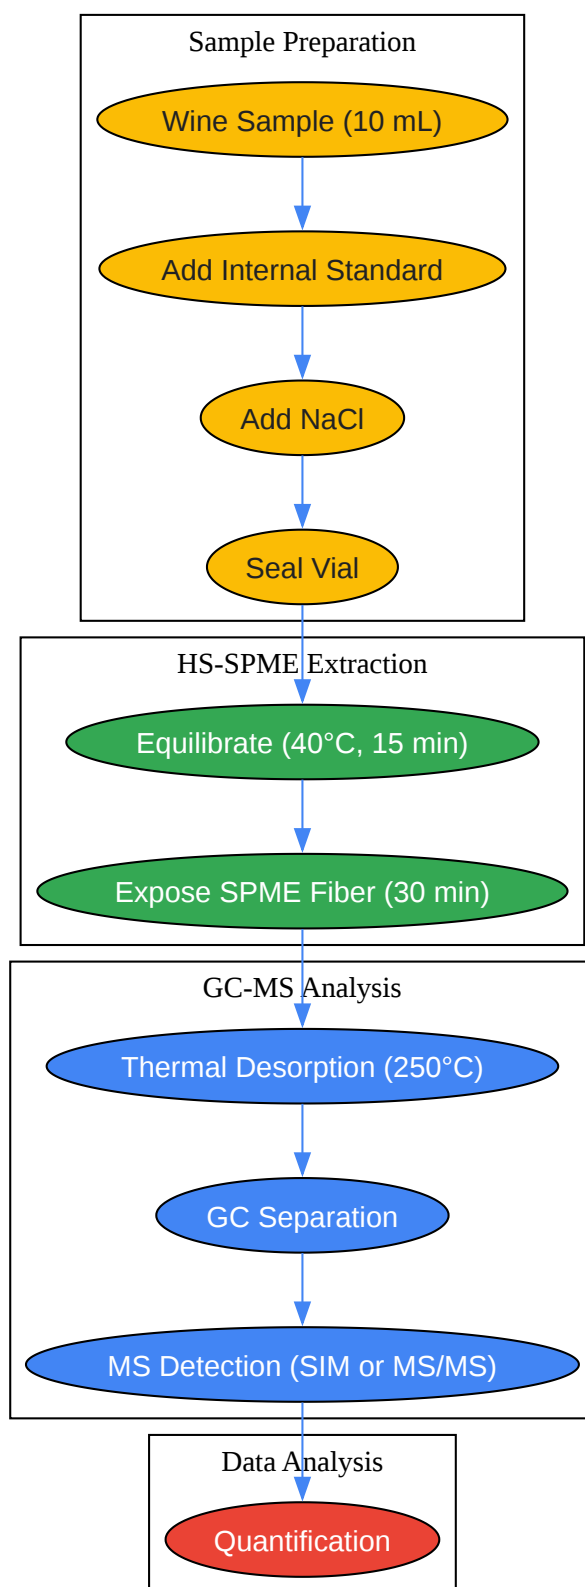 Sample Preparation
Wine Sample (10 mL)
Add Internal Standard
Add NaCl
Seal Vial
HS-SPME Extraction
Equilibrate (40°C, 15 min)
Expose SPME Fiber (30 min)
GC-MS Analysis
Thermal Desorption (250°C)
GC Separation
MS Detection (SIM or MS/MS)
Data Analysis
Quantification